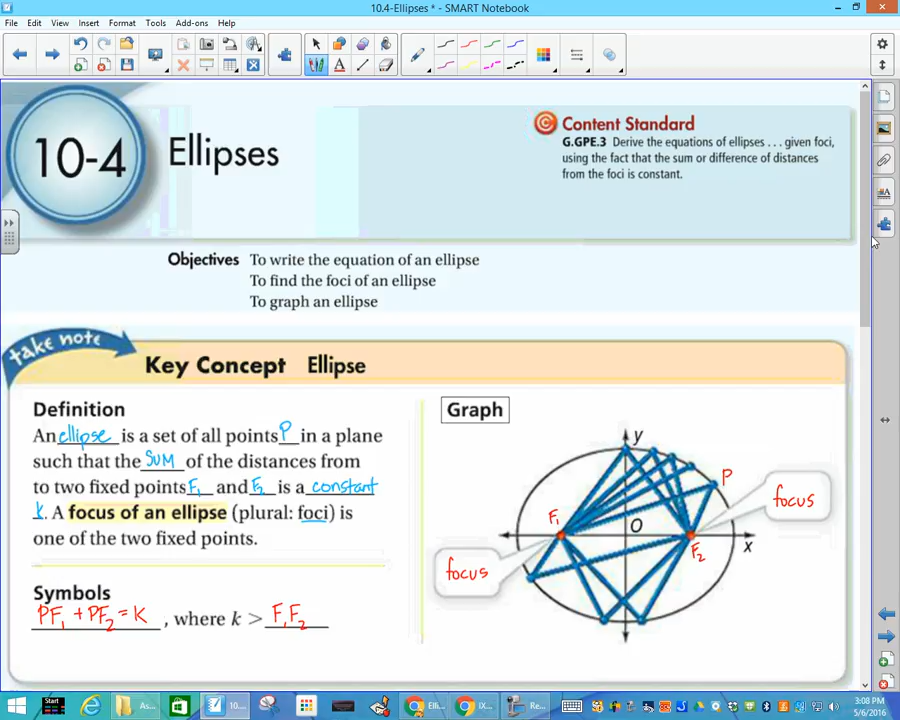 10.4-Ellipses * - SMART Notebook
File Edit View Insert Format Tools Add-ons Help
10-4
Ellipses
C Content Standard
G.GPE.3 Derive the equations of ellipses . . . given foci,
using the fact that the sum or difference of distances
from the foci is constant.
Objectives To write the equation of an ellipse
To find the foci of an ellipse
To graph an ellipse
take note
Key Concept Ellipse
Definition
An ellipse is a set of all points P in a plane
such that the SUM of the distances from
to two fixed points F₁ and F₂ is a constant
k. A focus of an ellipse (plural: foci) is
one of the two fixed points.
Symbols
PF₁ + PF₂ = K, where k > F₁F₂
Graph
y
P
focus
F₁
O
x
F₂
focus
Start
As...
10....
Elli...
IX...
Re...
3:08 PM
5/6/2016